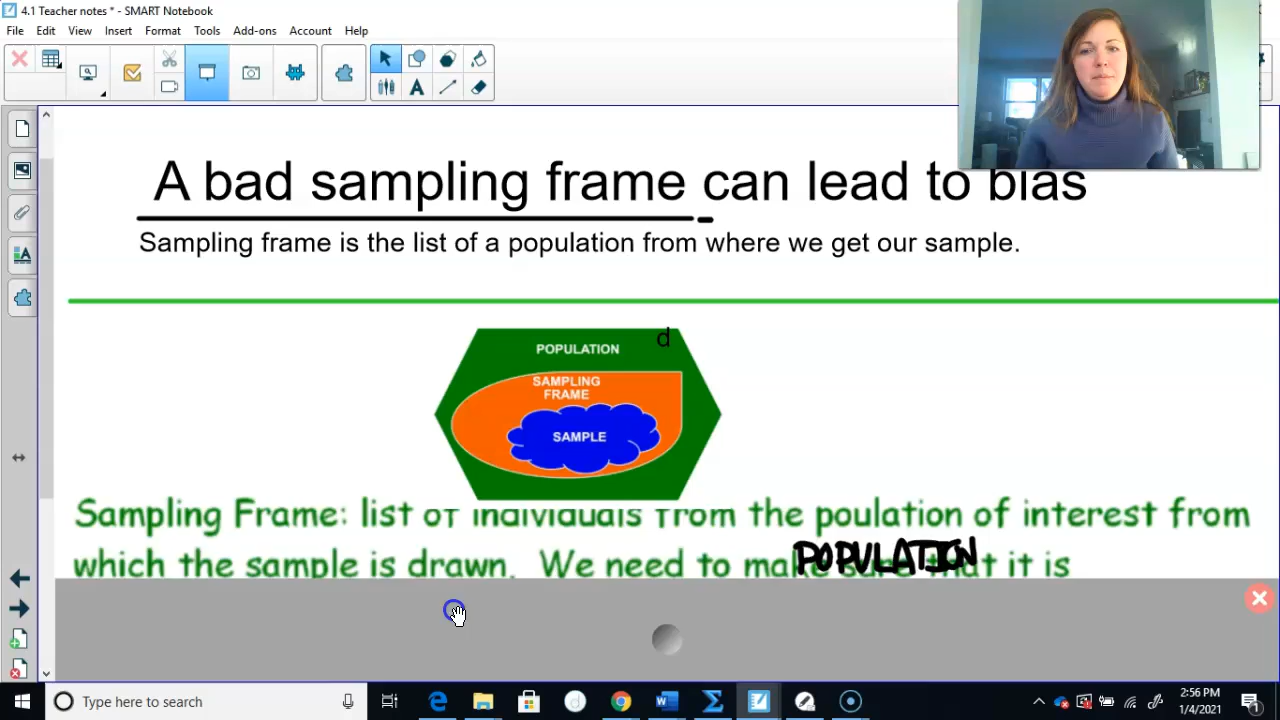 4.1 Teacher notes * - SMART Notebook
File Edit View Insert Format Tools Add-ons Account Help
A bad sampling frame can lead to bias
Sampling frame is the list of a population from where we get our sample.
d
POPULATION
SAMPLING
FRAME
SAMPLE
Sampling Frame: list of individuals from the poulation of interest from
POPULATION
which the sample is drawn. We need to make sure that it is
Type here to search
2:56 PM
1/4/2021